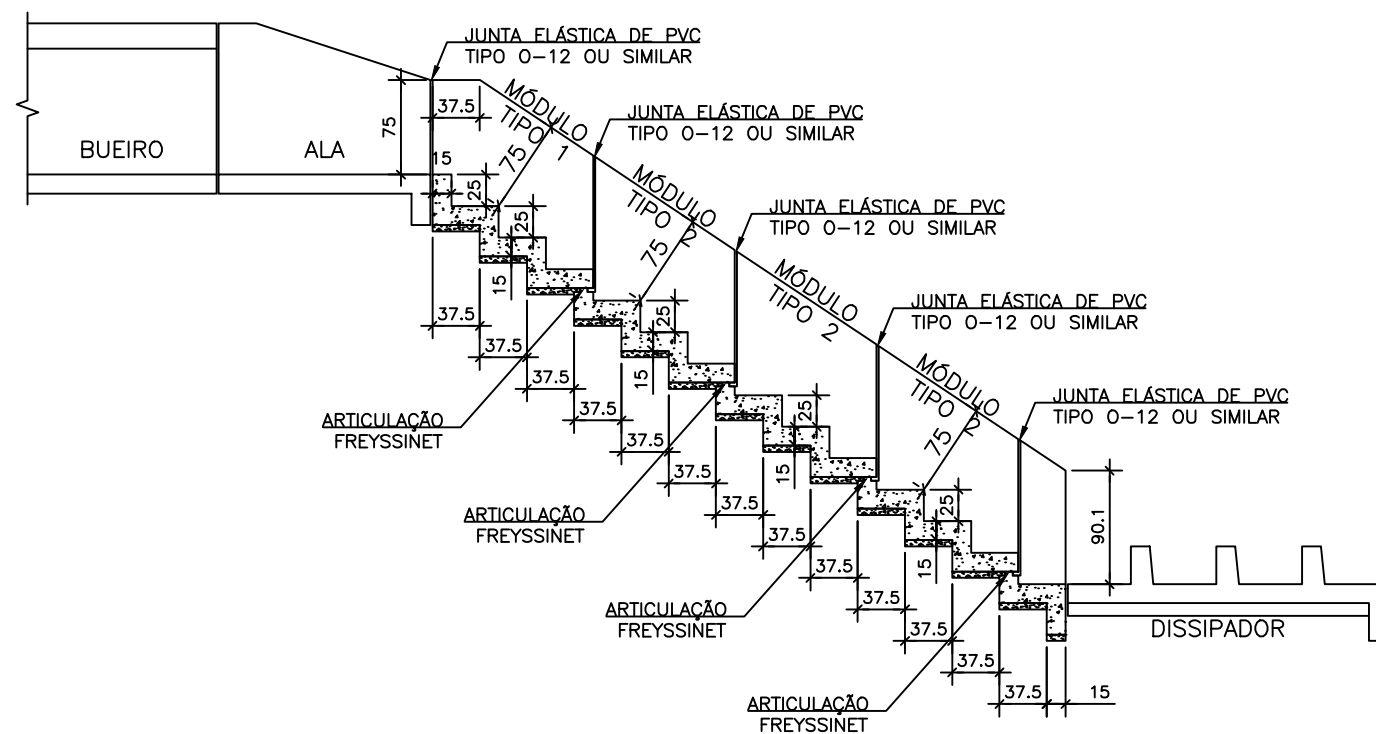 JUNTA ELÁSTICA DE PVC
TIPO O-12 OU SIMILAR
37.5
75
MÓDULO
TIPO 1
JUNTA ELÁSTICA DE PVC
TIPO O-12 OU SIMILAR
BUEIRO
ALA
15
75
25
MÓDULO
TIPO 2
JUNTA ELÁSTICA DE PVC
TIPO O-12 OU SIMILAR
25
75
15
MÓDULO
TIPO 2
JUNTA ELÁSTICA DE PVC
TIPO O-12 OU SIMILAR
37.5
25
37.5
15
MÓDULO
TIPO 2
JUNTA ELÁSTICA DE PVC
TIPO O-12 OU SIMILAR
37.5
ARTICULAÇÃO
FREYSSINET
37.5
25
75
37.5
15
37.5
25
90.1
ARTICULAÇÃO
FREYSSINET
37.5
15
37.5
37.5
ARTICULAÇÃO
FREYSSINET
37.5
DISSIPADOR
37.5
37.5
37.5
15
ARTICULAÇÃO
FREYSSINET